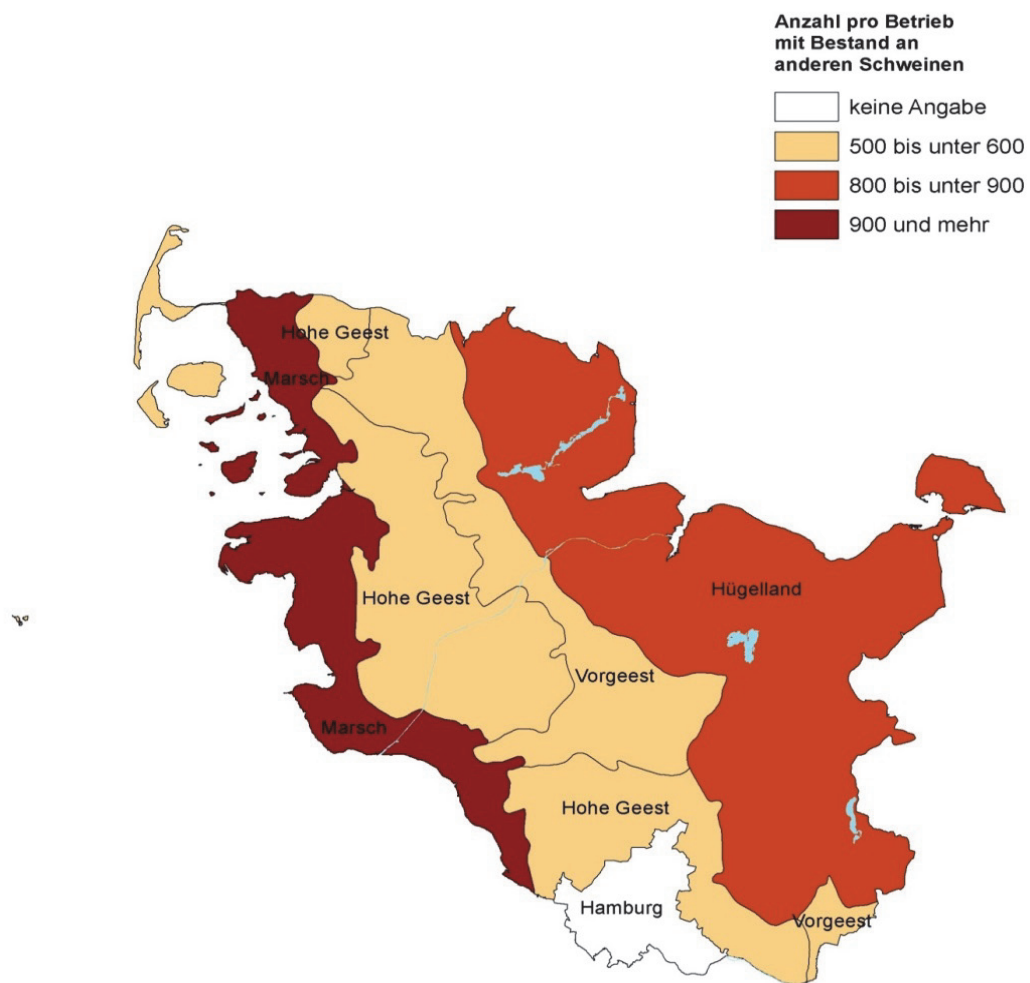 Anzahl pro Betrieb
mit Bestand an
anderen Schweinen
keine Angabe
500 bis unter 600
800 bis unter 900
900 und mehr
Hohe Geest
Marsch
Hügelland
Hohe Geest
Vorgeest
Marsch
Hohe Geest
Hamburg
Vorgeest